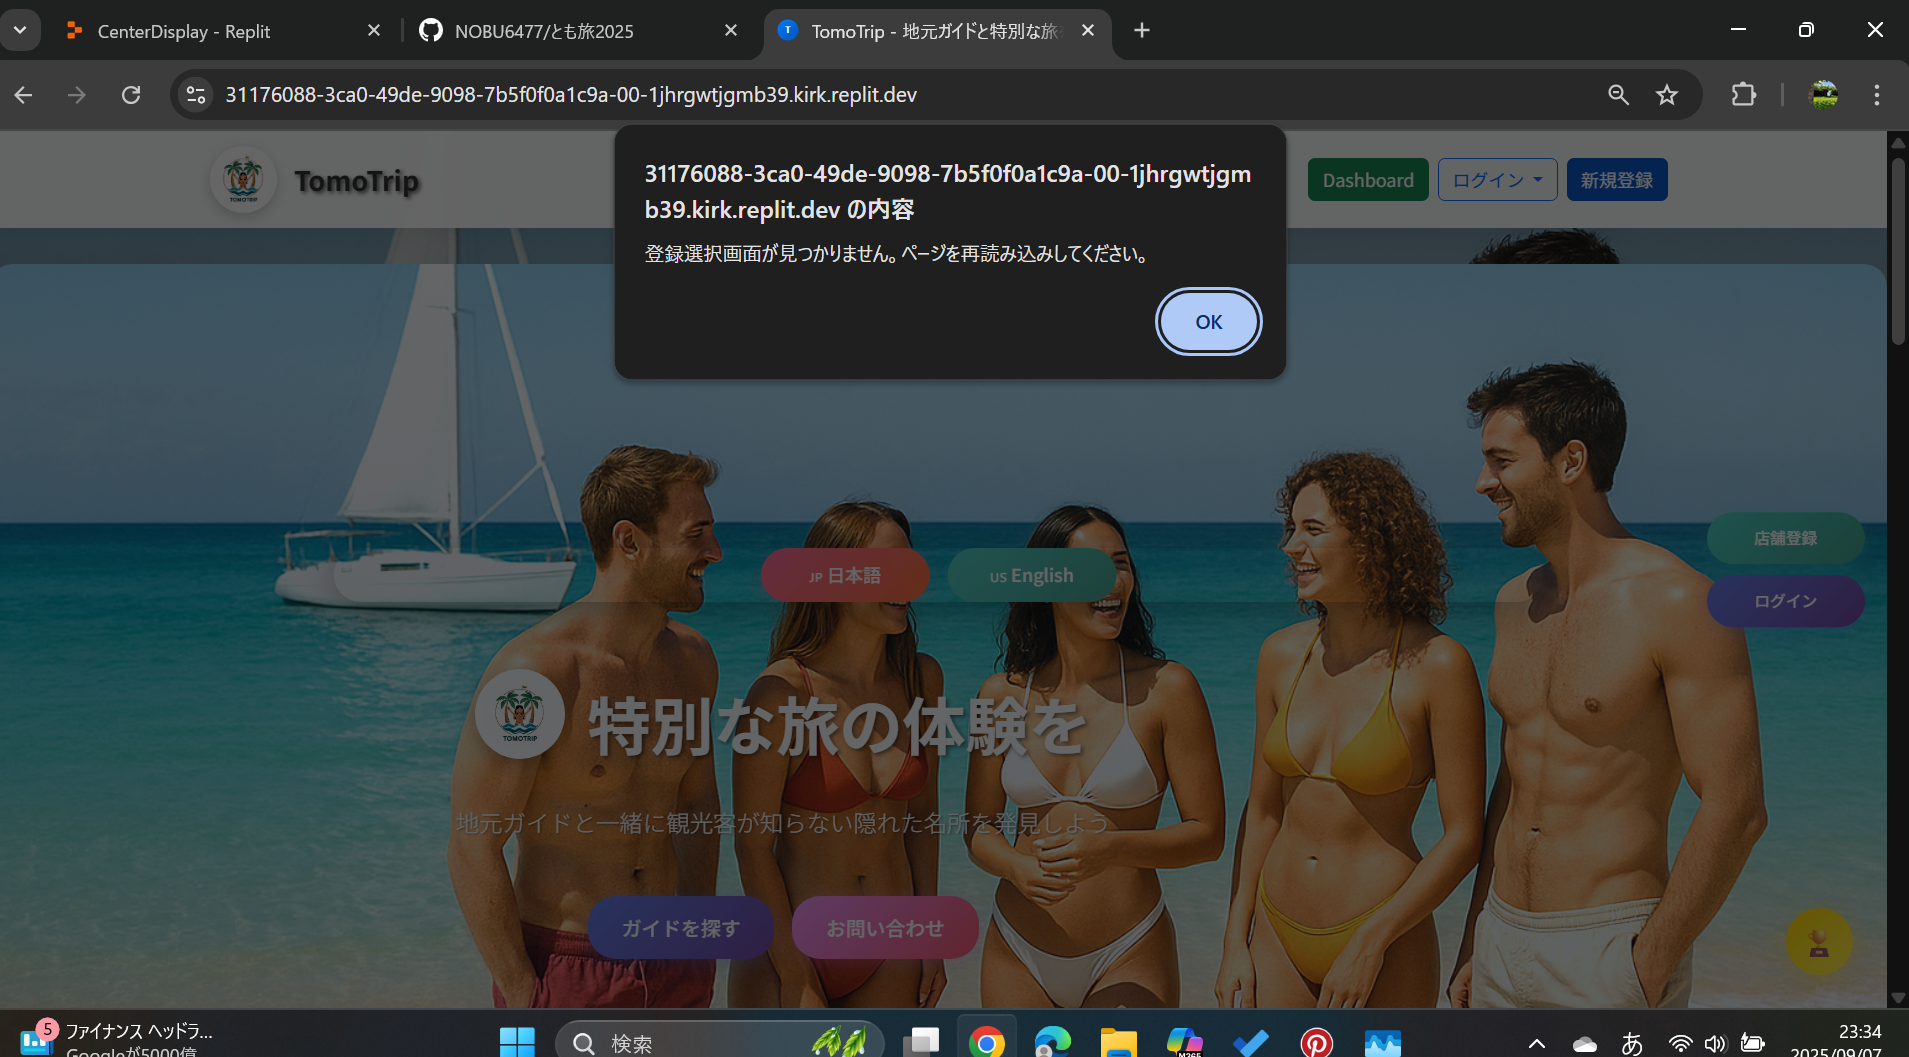 CenterDisplay - Replit
NOBU6477/とも旅2025
TomoTrip - 地元ガイドと特別な旅
31176088-3ca0-49de-9098-7b5f0f0a1c9a-00-1jhrgwtjgmb39.kirk.replit.dev
TomoTrip
Dashboard
ログイン
新規登録
31176088-3ca0-49de-9098-7b5f0f0a1c9a-00-1jhrgwtjgm
b39.kirk.replit.dev の内容
登録選択画面が見つかりません。ページを再読み込みしてください。
OK
店舗登録
JP 日本語
US English
ログイン
TOMOTRIP
特別な旅の体験を
地元ガイドと一緒に観光客が知らない隠れた名所を発見しよう
ガイドを探す
お問い合わせ
5
ファイナンス ヘッドラ...
Googleが5000億...
検索
M365
あ
23:34
2025/09/07